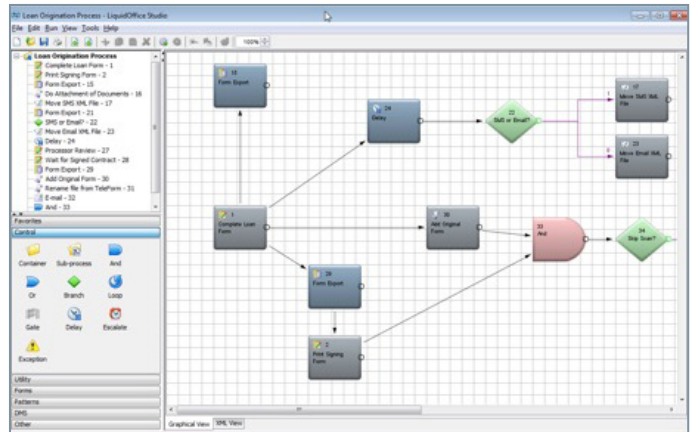 Loan Origination Process - LiquidOffice Studio
File Edit Run View Tools Help
100%
Loan Origination Process
Complete Loan Form - 1
Print Signing Form - 2
Form Export - 15
Do Attachment of Documents - 16
Move SMS XML File - 17
Form Export - 21
SMS or Email? - 22
Move Email XML File - 23
Delay - 24
Processor Review - 27
Wait for Signed Contract - 28
Form Export - 29
Add Original Form - 30
Rename file from TeleForm - 31
E-mail - 32
And - 33
Favorites
Control
Container Sub-process And
Or Branch Loop
Gate Delay Escalate
Exception
Utility
Forms
Patterns
DMS
Other
Form Export
24
Delay
22
SMS or Email?
17
Move SMS XML
File
23
Move Email XML
File
1
Complete Loan
Form
30
Add Original
Form
33
And
34
Skip Scan?
Form Export
2
Print Signing
Form
Graphical View XML View